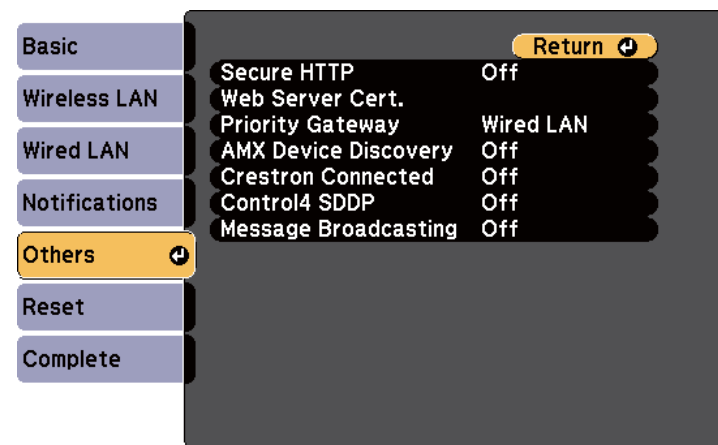 Basic
Wireless LAN
Wired LAN
Notifications
Others
Reset
Complete
Return
Secure HTTP Off
Web Server Cert.
Priority Gateway Wired LAN
AMX Device Discovery Off
Crestron Connected Off
Control4 SDDP Off
Message Broadcasting Off